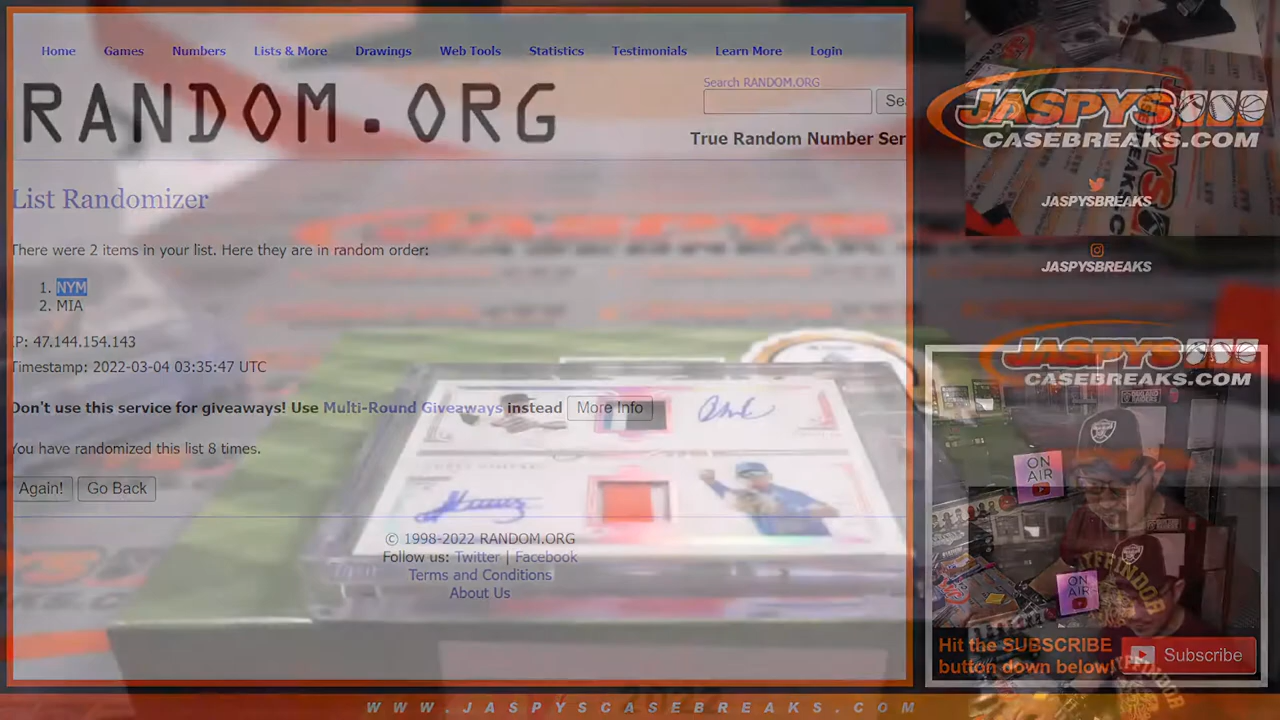 Home Games Numbers Lists & More Drawings Web Tools Statistics Testimonials Learn More Login
RANDOM.ORG
Search RANDOM.ORG
True Random Number Ser
List Randomizer
There were 2 items in your list. Here they are in random order:
1. NYM
2. MIA
IP: 47.144.154.143
Timestamp: 2022-03-04 03:35:47 UTC
Don't use this service for giveaways! Use Multi-Round Giveaways instead More Info
You have randomized this list 8 times.
Again! Go Back
© 1998-2022 RANDOM.ORG
Follow us: Twitter | Facebook
Terms and Conditions
About Us
JASPYS
CASEBREAKS.COM
JASPYSBREAKS
JASPYSBREAKS
JASPYS
CASEBREAKS.COM
ON
AIR
ON
AIR
Hit the SUBSCRIBE
button down below!
Subscribe
WWW.JASPYSCASEBREAKS.COM